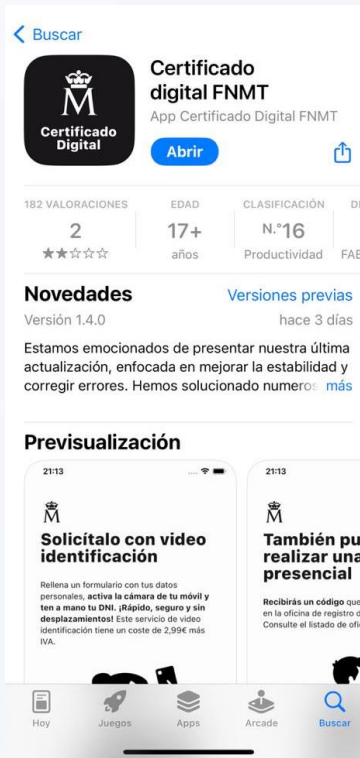 Buscar
Certificado
Digital
Certificado
digital FNMT
App Certificado Digital FNMT
Abrir
182 VALORACIONES
EDAD
CLASIFICACIÓN
2
17+
N.º16
años
Productividad
Novedades
Versiones previas
Versión 1.4.0
hace 3 días
Estamos emocionados de presentar nuestra última
actualización, enfocada en mejorar la estabilidad y
corregir errores. Hemos solucionado numeros más
Previsualización
21:13
Solicítalo con video
identificación
Rellena un formulario con tus datos
personales, activa la cámara de tu móvil y
ten a mano tu DNI. ¡Rápido, seguro y sin
desplazamientos! Este servicio de video
identificación tiene un coste de 2,99€ más
IVA.
21:13
También pu
realizar una
presencial
Recibirás un código que
en la oficina de registro d
Consulte el listado de ofic
Hoy
Juegos
Apps
Arcade
Buscar